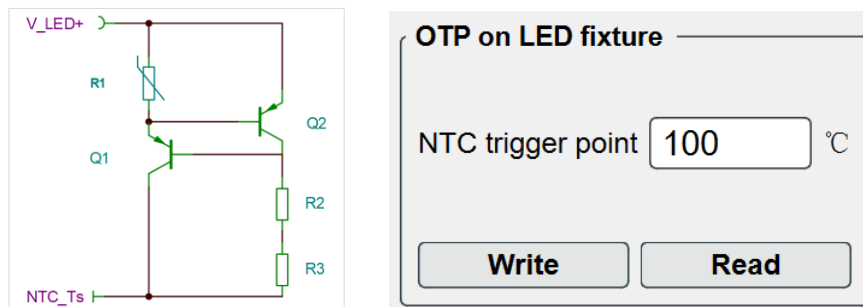 V_LED+
R1
Q2
Q1
R2
R3
NTC_Ts
OTP on LED fixture
NTC trigger point 100 ℃
Write Read